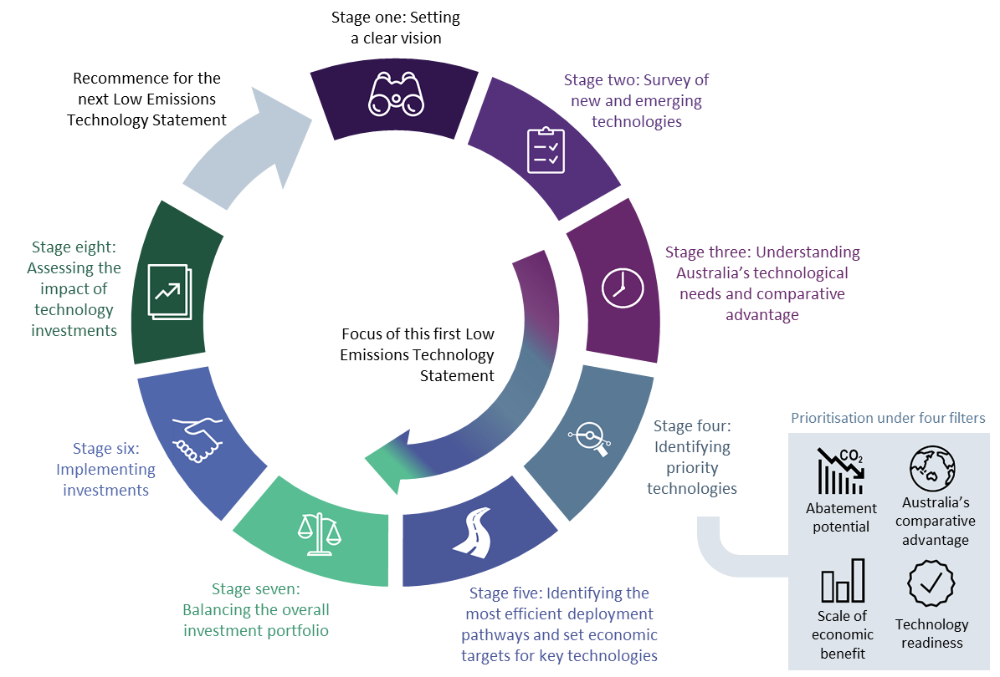 Stage one: Setting
a clear vision
Stage two: Survey of
new and emerging
technologies
Stage three: Understanding
Australia’s technological
needs and comparative
advantage
Stage four:
Identifying
priority
technologies
Prioritisation under four filters
CO2
Abatement
potential
Australia’s
comparative
advantage
Scale of
economic
benefit
Technology
readiness
Stage five: Identifying the
most efficient deployment
pathways and set economic
targets for key technologies
Stage seven:
Balancing the overall
investment portfolio
Stage six:
Implementing
investments
Stage eight:
Assessing the
impact of
technology
investments
Recommence for the
next Low Emissions
Technology Statement
Focus of this first Low
Emissions Technology
Statement